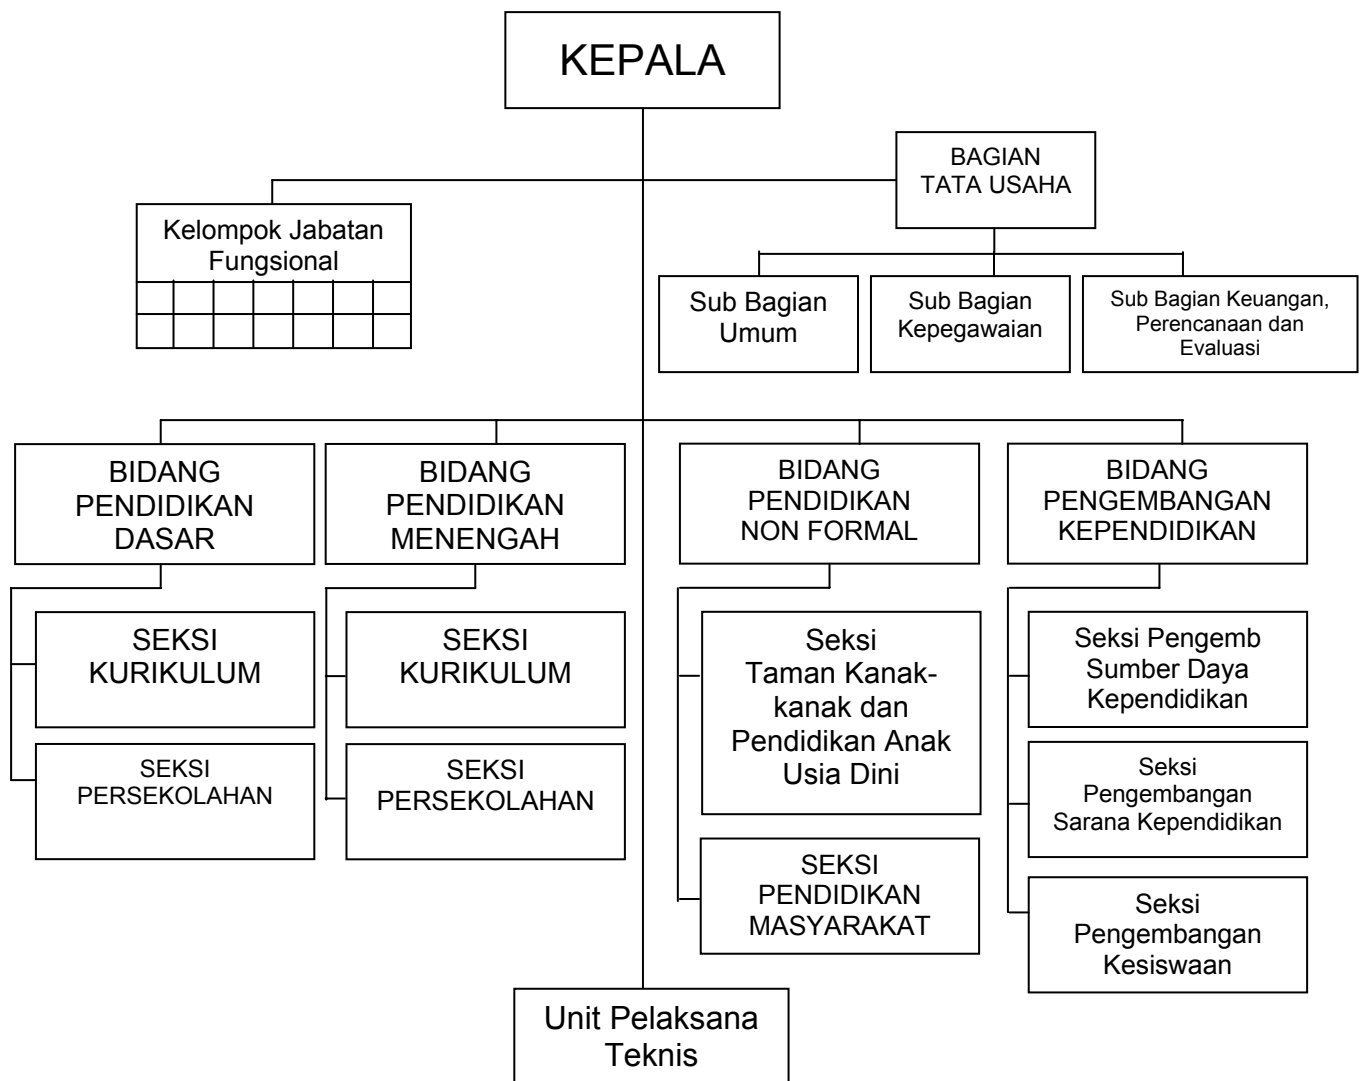 KEPALA
BAGIAN
TATA USAHA
Kelompok Jabatan
Fungsional
Sub Bagian
Umum
Sub Bagian
Kepegawaian
Sub Bagian Keuangan,
Perencanaan dan
Evaluasi
BIDANG
PENDIDIKAN
DASAR
BIDANG
PENDIDIKAN
MENENGAH
BIDANG
PENDIDIKAN
NON FORMAL
BIDANG
PENGEMBANGAN
KEPENDIDIKAN
SEKSI
KURIKULUM
SEKSI
KURIKULUM
Seksi
Taman Kanak-
kanak dan
Pendidikan Anak
Usia Dini
Seksi Pengemb
Sumber Daya
Kependidikan
SEKSI
PERSEKOLAHAN
SEKSI
PERSEKOLAHAN
Seksi
Pengembangan
Sarana Kependidikan
SEKSI
PENDIDIKAN
MASYARAKAT
Seksi
Pengembangan
Kesiswaan
Unit Pelaksana
Teknis